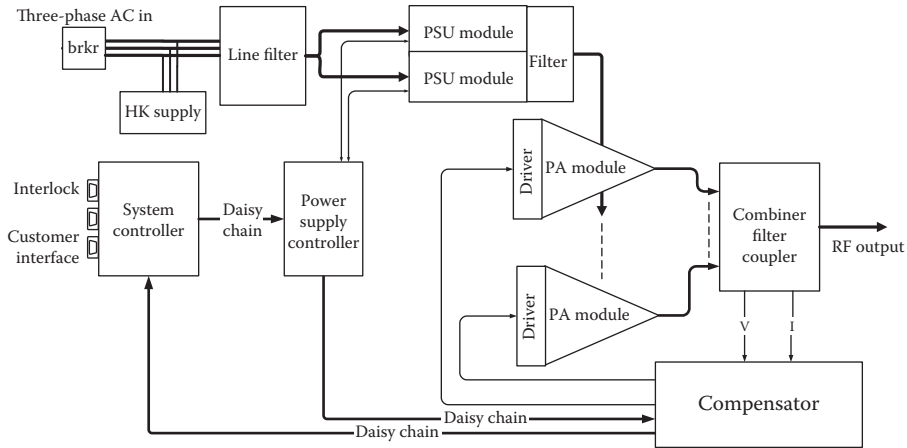 Three-phase AC in
brkr
Line filter
PSU module
PSU module
Filter
HK supply
Driver
PA module
Interlock
Customer
interface
System
controller
Daisy
chain
Power
supply
controller
Combiner
filter
coupler
RF output
Driver
PA module
V
I
Compensator
Daisy chain
Daisy chain